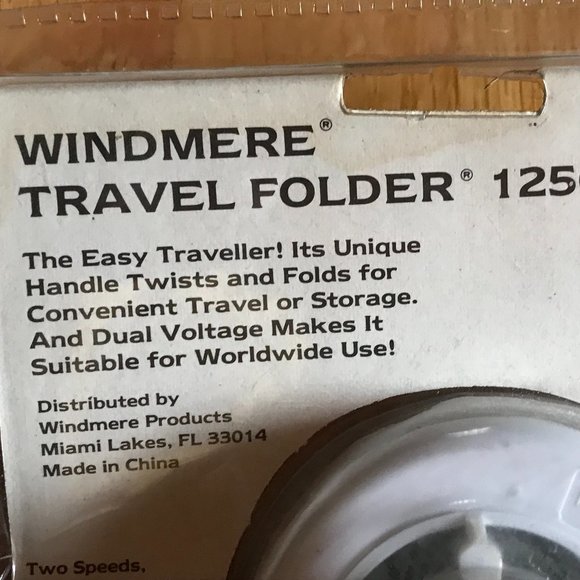 WINDMERE®
TRAVEL FOLDER® 125
The Easy Traveller! Its Unique
Handle Twists and Folds for
Convenient Travel or Storage.
And Dual Voltage Makes It
Suitable for Worldwide Use!
Distributed by
Windmere Products
Miami Lakes, FL 33014
Made in China
Two Speeds,